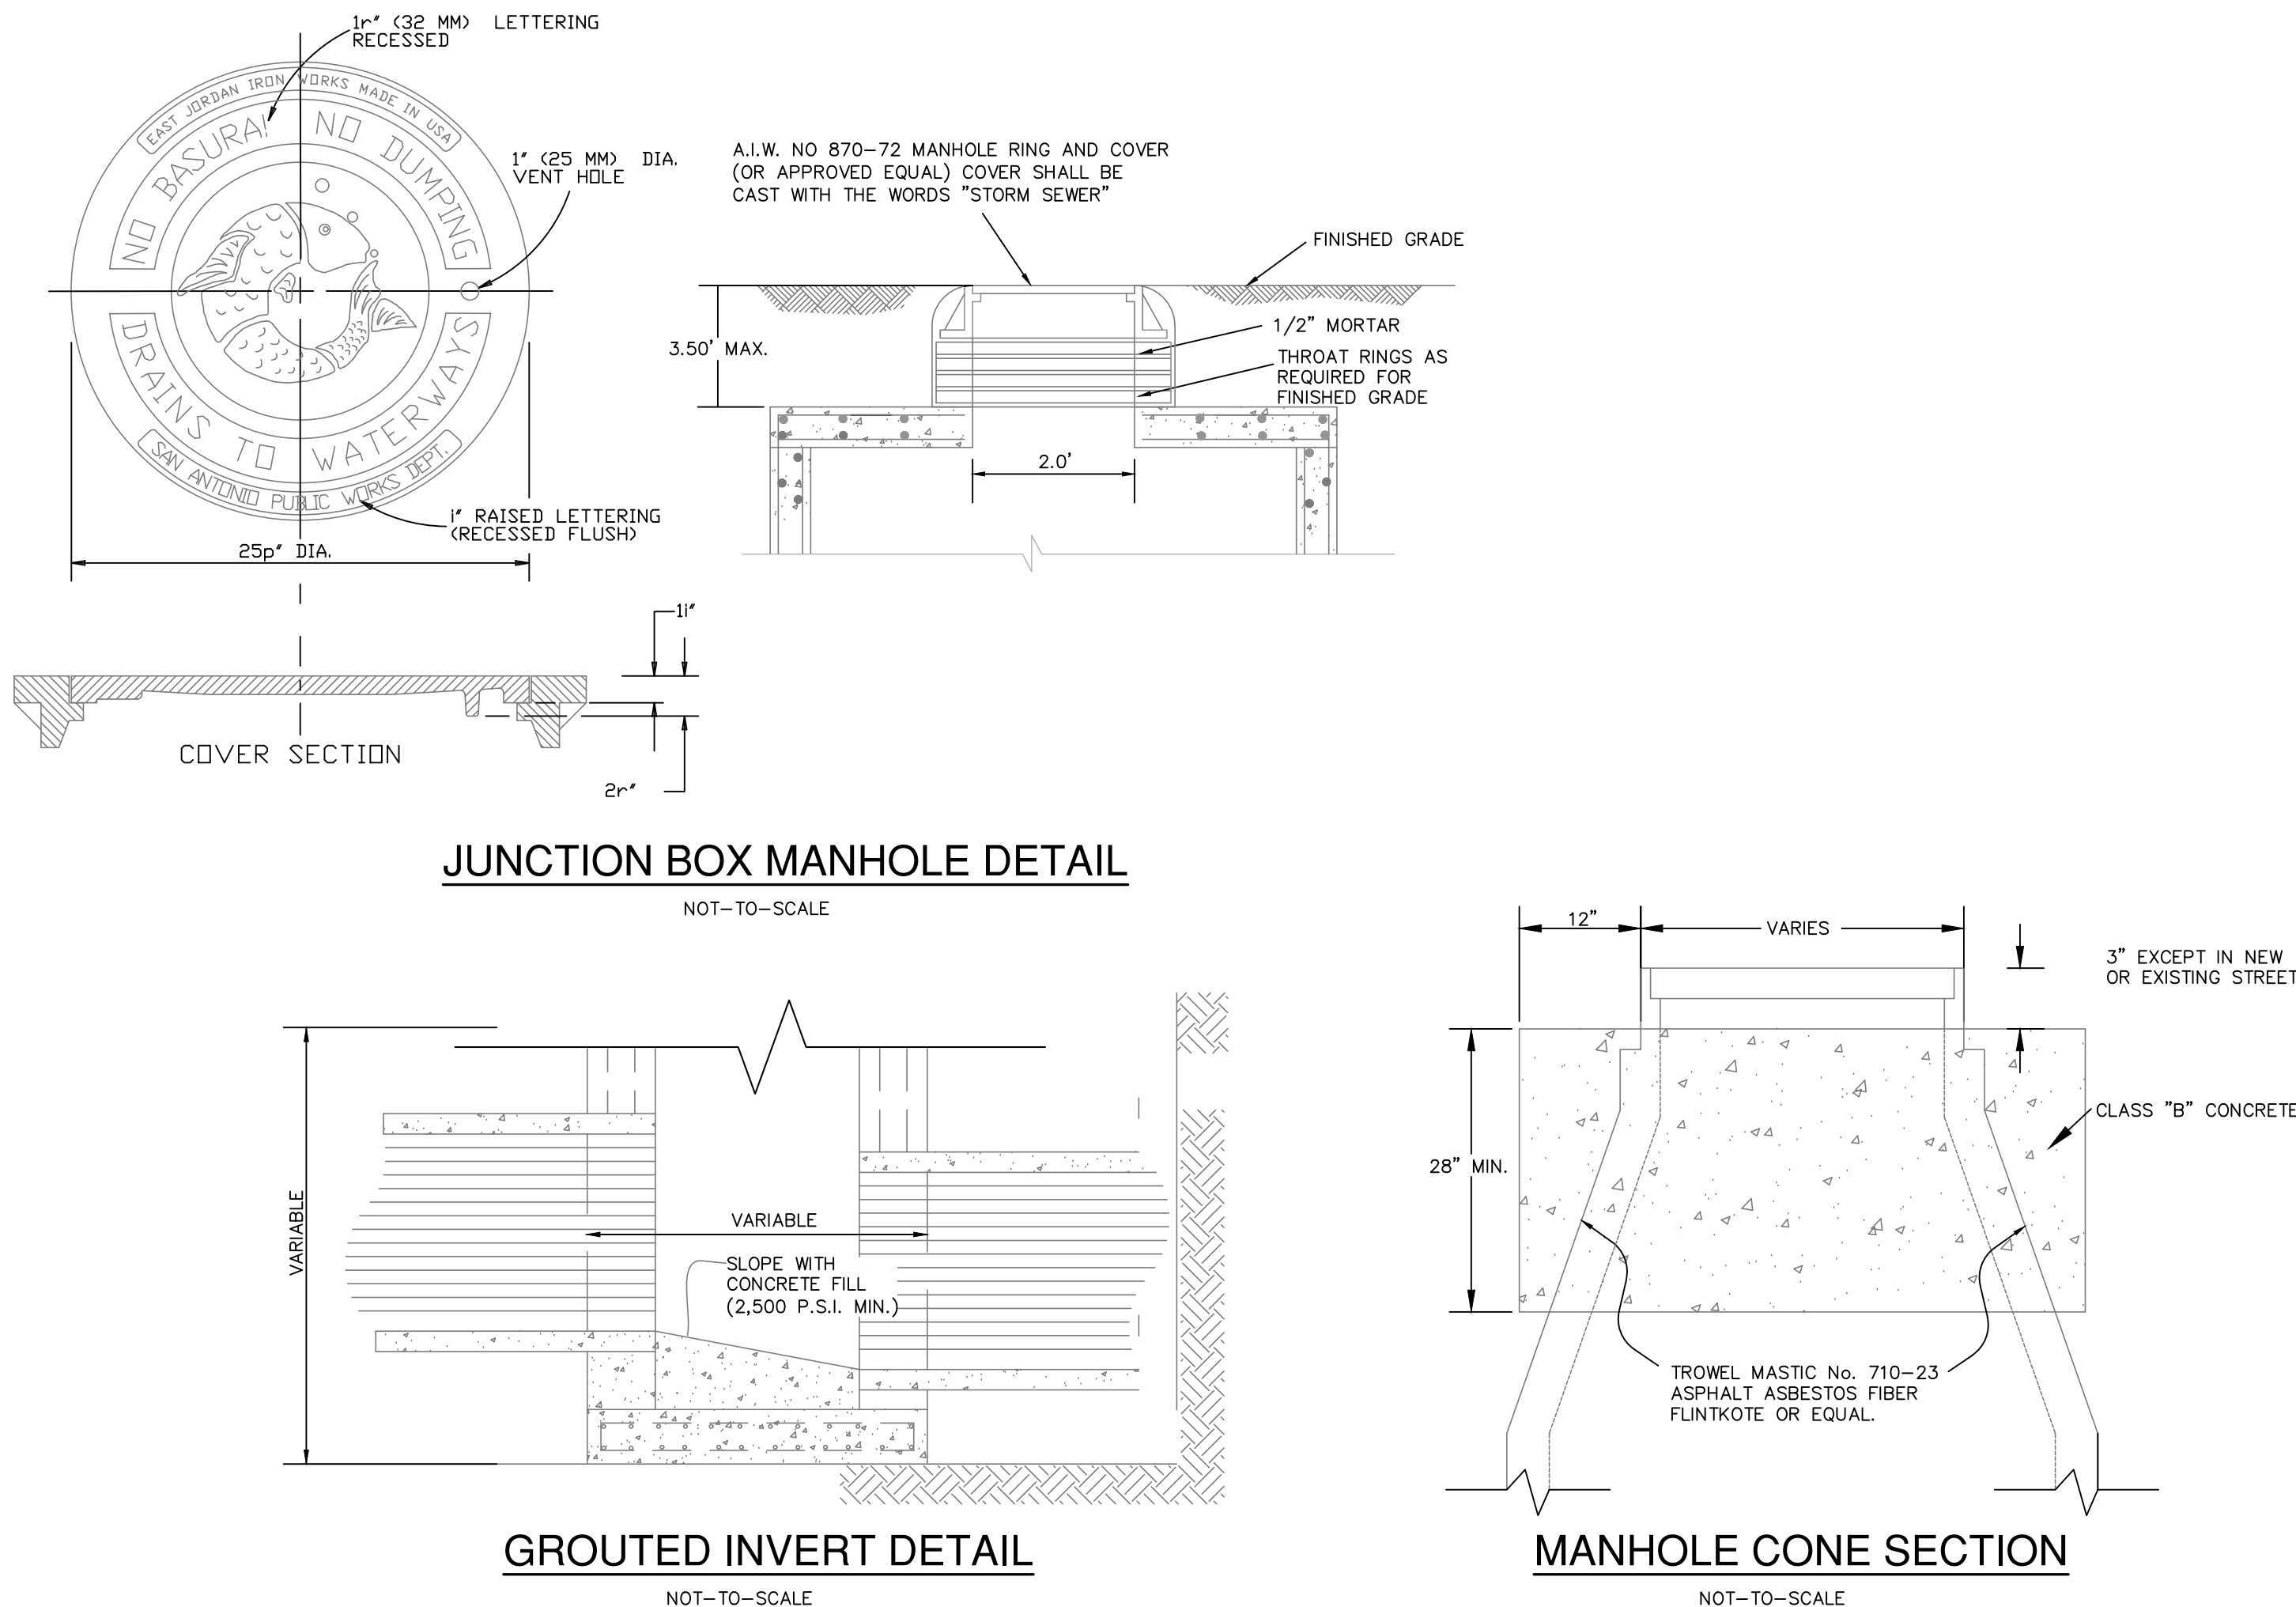 1r" (32 MM) LETTERING
RECESSED
EAST JORDAN IRON WORKS MADE IN USA
NO BASURA! NO DUMPING
DRAINS TO WATERWAYS
SAN ANTONIO PUBLIC WORKS DEPT.
1" (25 MM) DIA.
VENT HOLE
i" RAISED LETTERING
(RECESSED FLUSH)
25p" DIA.
1i"
2r"
COVER SECTION
A.I.W. NO 870-72 MANHOLE RING AND COVER
(OR APPROVED EQUAL) COVER SHALL BE
CAST WITH THE WORDS "STORM SEWER"
FINISHED GRADE
3.50' MAX.
1/2" MORTAR
THROAT RINGS AS
REQUIRED FOR
FINISHED GRADE
2.0'
JUNCTION BOX MANHOLE DETAIL
NOT-TO-SCALE
VARIABLE
VARIABLE
SLOPE WITH
CONCRETE FILL
(2,500 P.S.I. MIN.)
GROUTED INVERT DETAIL
NOT-TO-SCALE
12"
VARIES
3" EXCEPT IN NEW
OR EXISTING STREET
CLASS "B" CONCRETE
28" MIN.
TROWEL MASTIC No. 710-23
ASPHALT ASBESTOS FIBER
FLINTKOTE OR EQUAL.
MANHOLE CONE SECTION
NOT-TO-SCALE